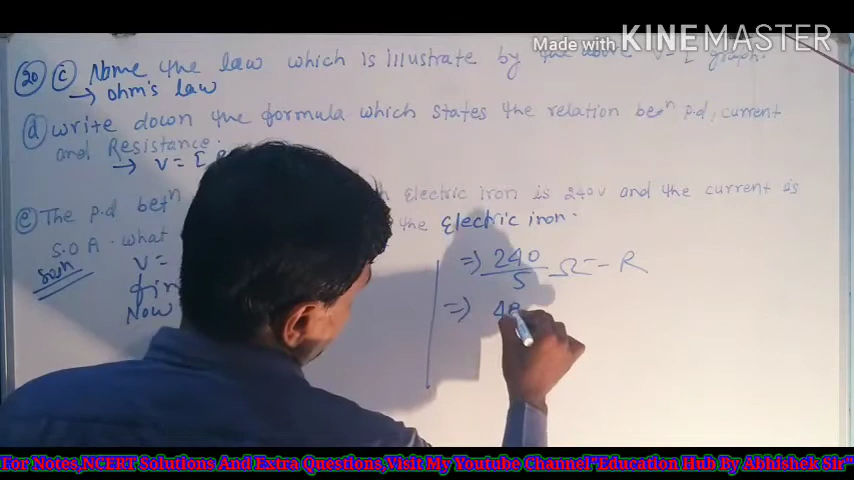 Made with KINEMASTER
20 c Name the law which is illustrate by the above V-I graph.
→ ohm's law
d write down the formula which states the relation betⁿ p.d, current
and Resistance.
→ V = I
e The p.d betⁿ electric iron is 240V and the current is
5.0A. what the Electric iron.
Solⁿ V =
Now
=> 240/5 Ω = R
=> 48
For Notes,NCERT Solutions And Extra Questions,Visit My Youtube Channel"Education Hub By Abhishek Sir"